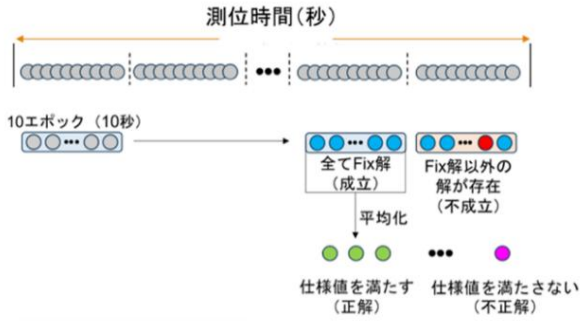 測位時間(秒)
10エポック(10秒)
全てFix解
(成立)
Fix解以外の
解が存在
(不成立)
平均化
仕様値を満たす
(正解)
仕様値を満たさない
(不正解)